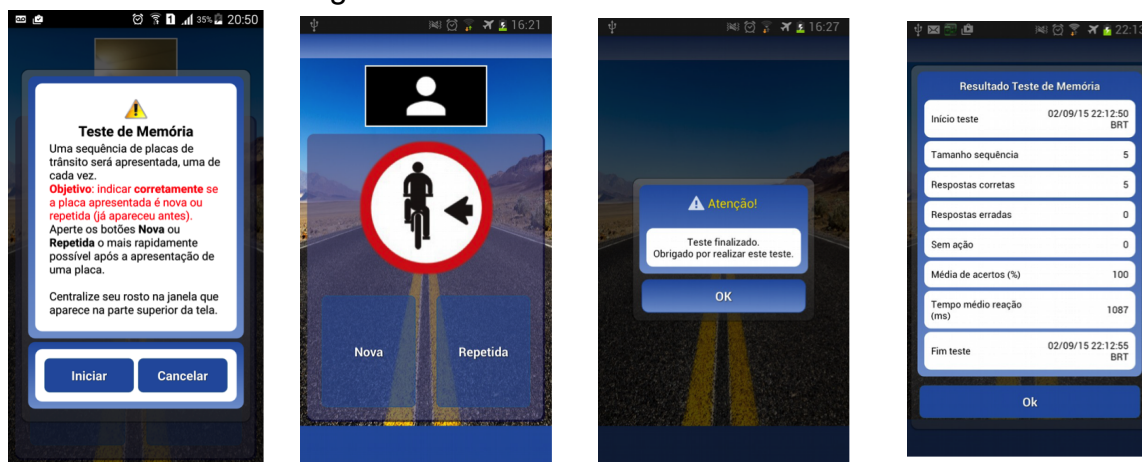 35% 20:50
Teste de Memória
Uma sequência de placas de
trânsito será apresentada, uma de
cada vez.
Objetivo: indicar corretamente se
a placa apresentada é nova ou
repetida (já apareceu antes).
Aperte os botões Nova ou
Repetida o mais rapidamente
possível após a apresentação de
uma placa.
Centralize seu rosto na janela que
aparece na parte superior da tela.
Iniciar Cancelar
16:21
Nova Repetida
16:27
Atenção!
Teste finalizado.
Obrigado por realizar este teste.
OK
22:13
Resultado Teste de Memória
Início teste 02/09/15 22:12:50
BRT
Tamanho sequência 5
Respostas corretas 5
Respostas erradas 0
Sem ação 0
Média de acertos (%) 100
Tempo médio reação
(ms) 1087
Fim teste 02/09/15 22:12:55
BRT
Ok